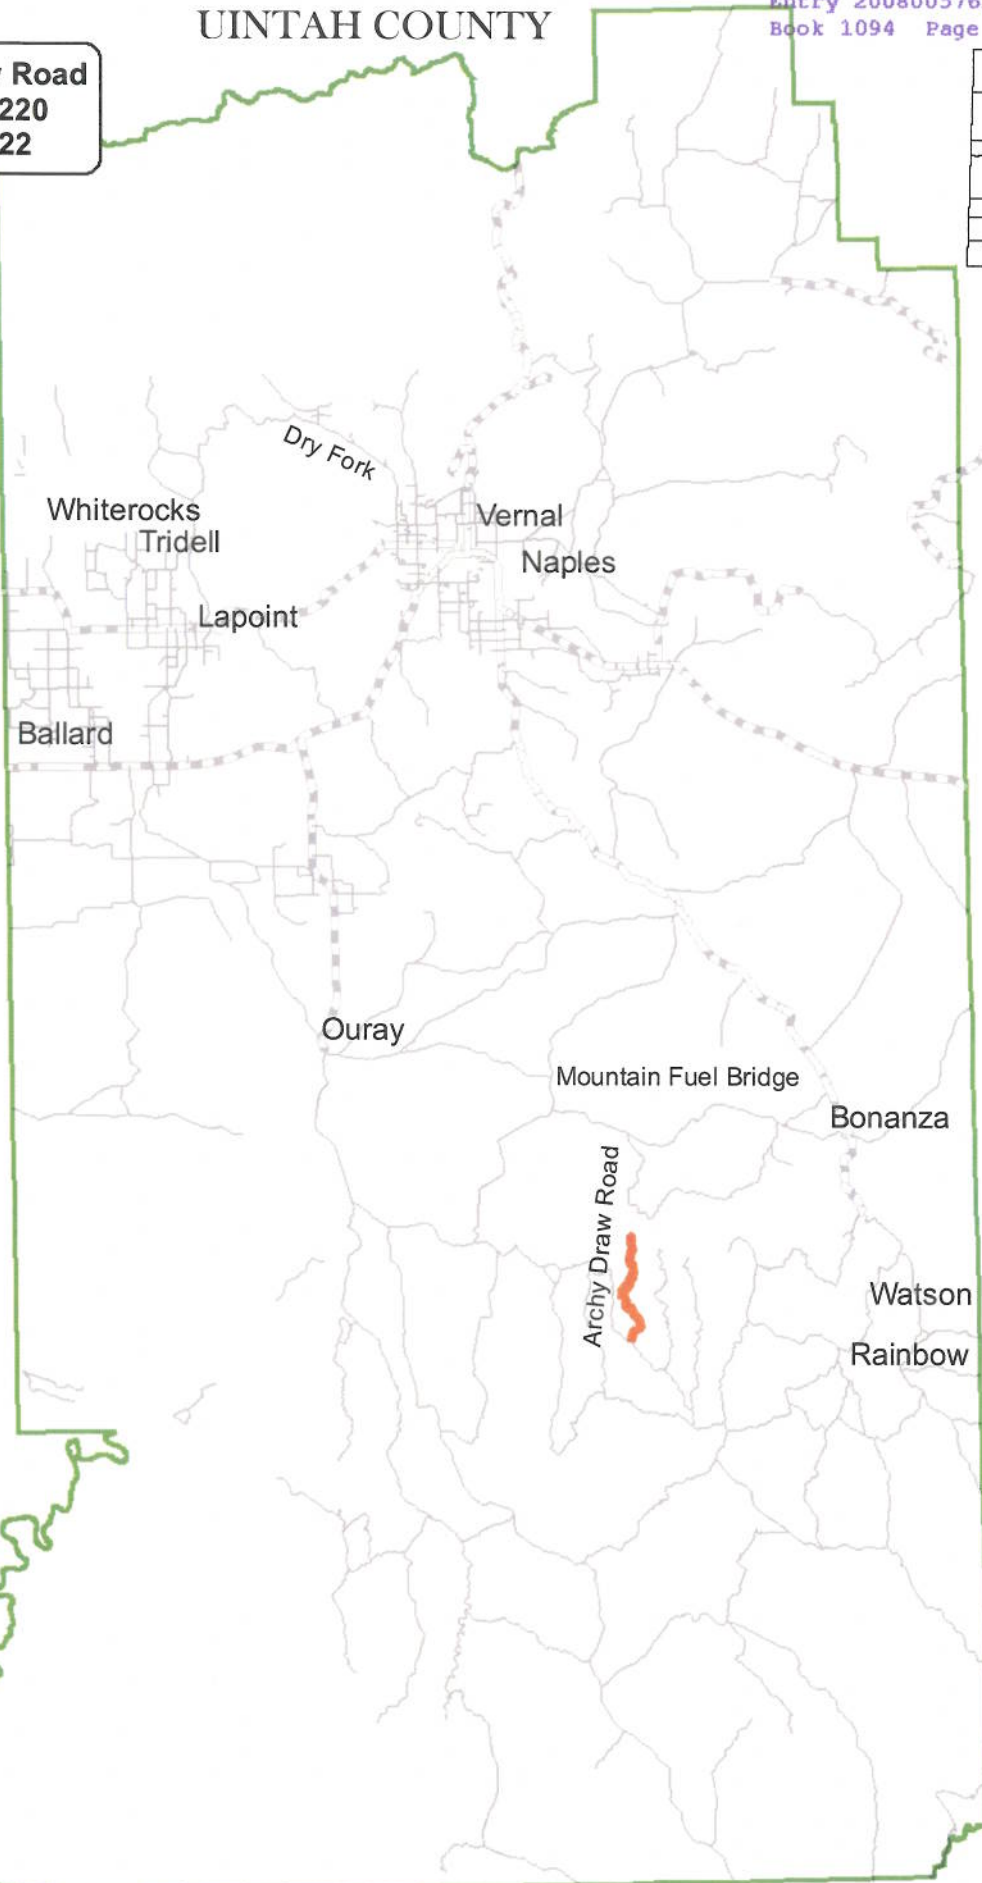 UINTAH COUNTY
Book 1094 Page
Road
220
22
Dry Fork
Whiterocks
Tridell
Vernal
Naples
Lapoint
Ballard
Ouray
Mountain Fuel Bridge
Bonanza
Archy Draw Road
Watson
Rainbow